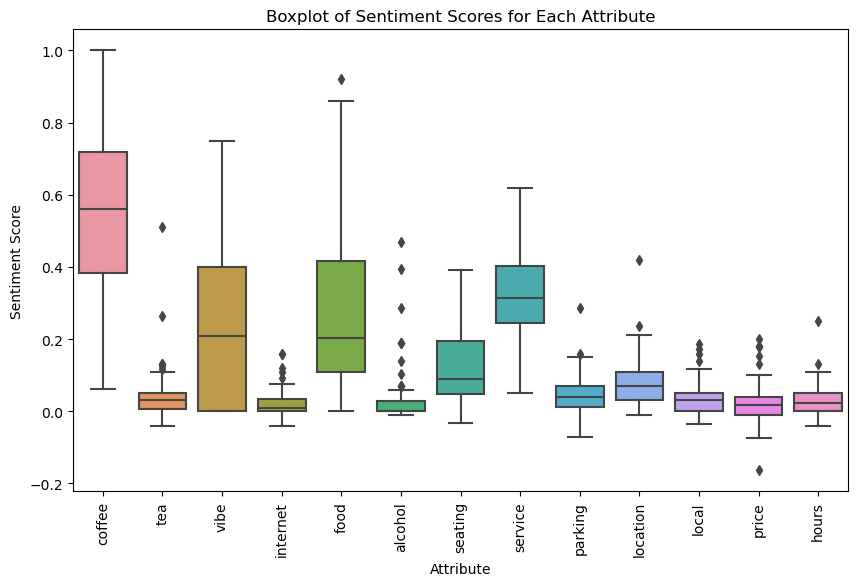 Boxplot of Sentiment Scores for Each Attribute
Sentiment Score
1.0
0.8
0.6
0.4
0.2
0.0
−0.2
coffee
tea
vibe
internet
food
alcohol
seating
service
parking
location
local
price
hours
Attribute